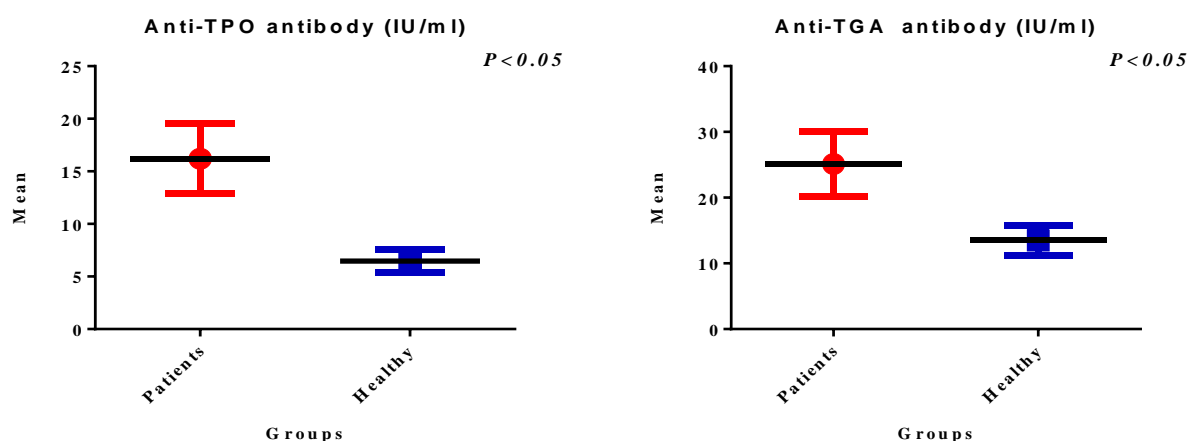 Anti-TPO antibody (IU/ml)
P<0.05
25
20
15
10
5
0
Mean
Patients
Healthy
Groups
Anti-TGA antibody (IU/ml)
P<0.05
40
30
20
10
0
Mean
Patients
Healthy
Groups